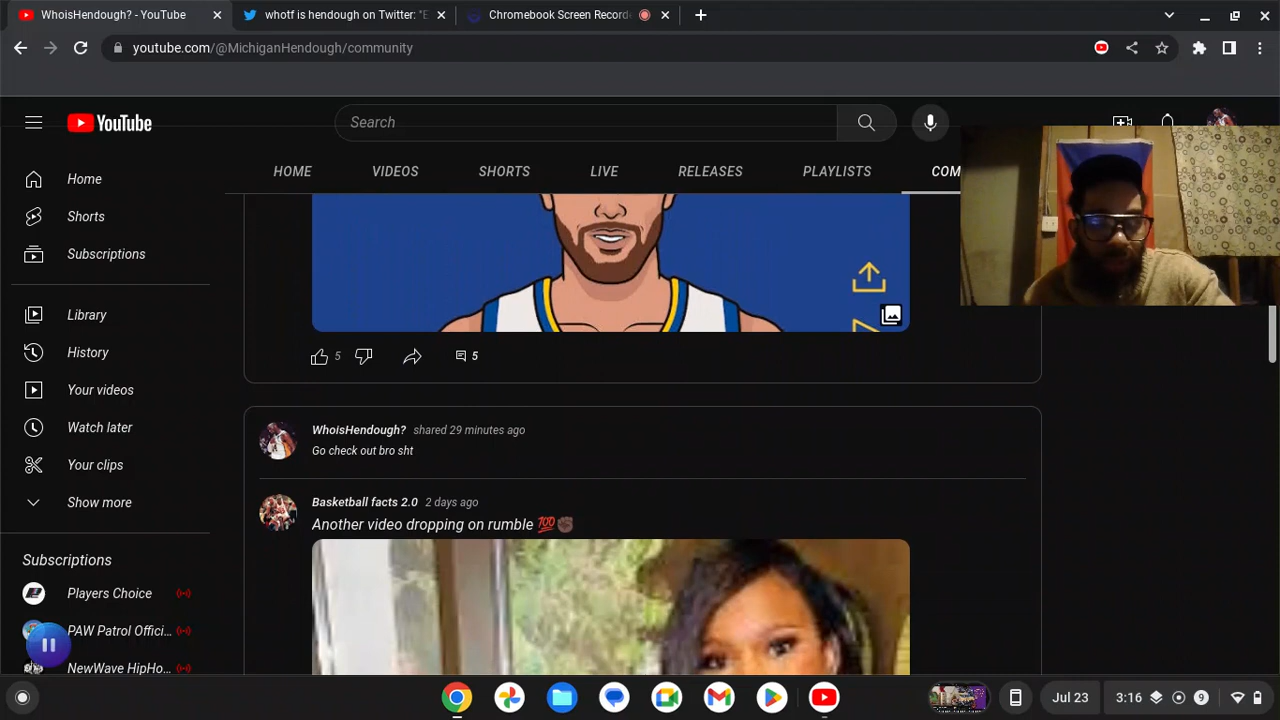 WhoisHendough? - YouTube
whotf is hendough on Twitter: "E
Chromebook Screen Record
youtube.com/@MichiganHendough/community
YouTube
Search
HOME
VIDEOS
SHORTS
LIVE
RELEASES
PLAYLISTS
COM
Home
Shorts
Subscriptions
Library
History
Your videos
Watch later
Your clips
Show more
Subscriptions
Players Choice
PAW Patrol Offici...
NewWave HipHo...
5
5
WhoisHendough? shared 29 minutes ago
Go check out bro sht
Basketball facts 2.0 2 days ago
Another video dropping on rumble 💯✊🏿
Jul 23
3:16
9